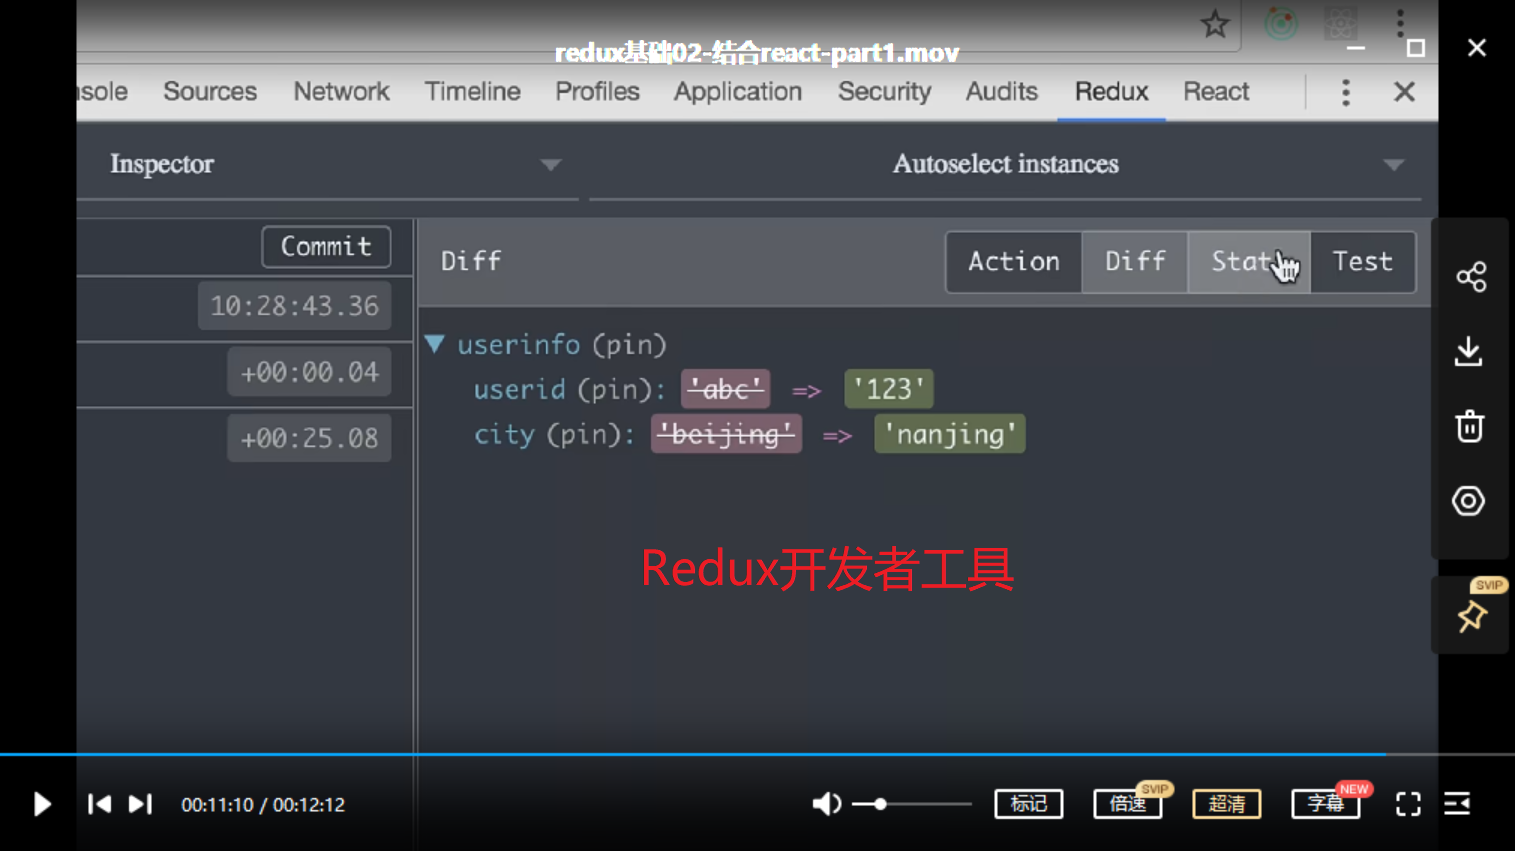 redux基础02-结合react-part1.mov
nsole Sources Network Timeline Profiles Application Security Audits Redux React
Inspector Autoselect instances
Commit
Diff Action Diff Stat Test
10:28:43.36
+00:00.04
+00:25.08
userinfo (pin)
userid (pin): 'abc' => '123'
city (pin): 'beijing' => 'nanjing'
Redux开发者工具
SVIP
00:11:10 / 00:12:12
标记
倍速 SVIP
超清
字幕 NEW